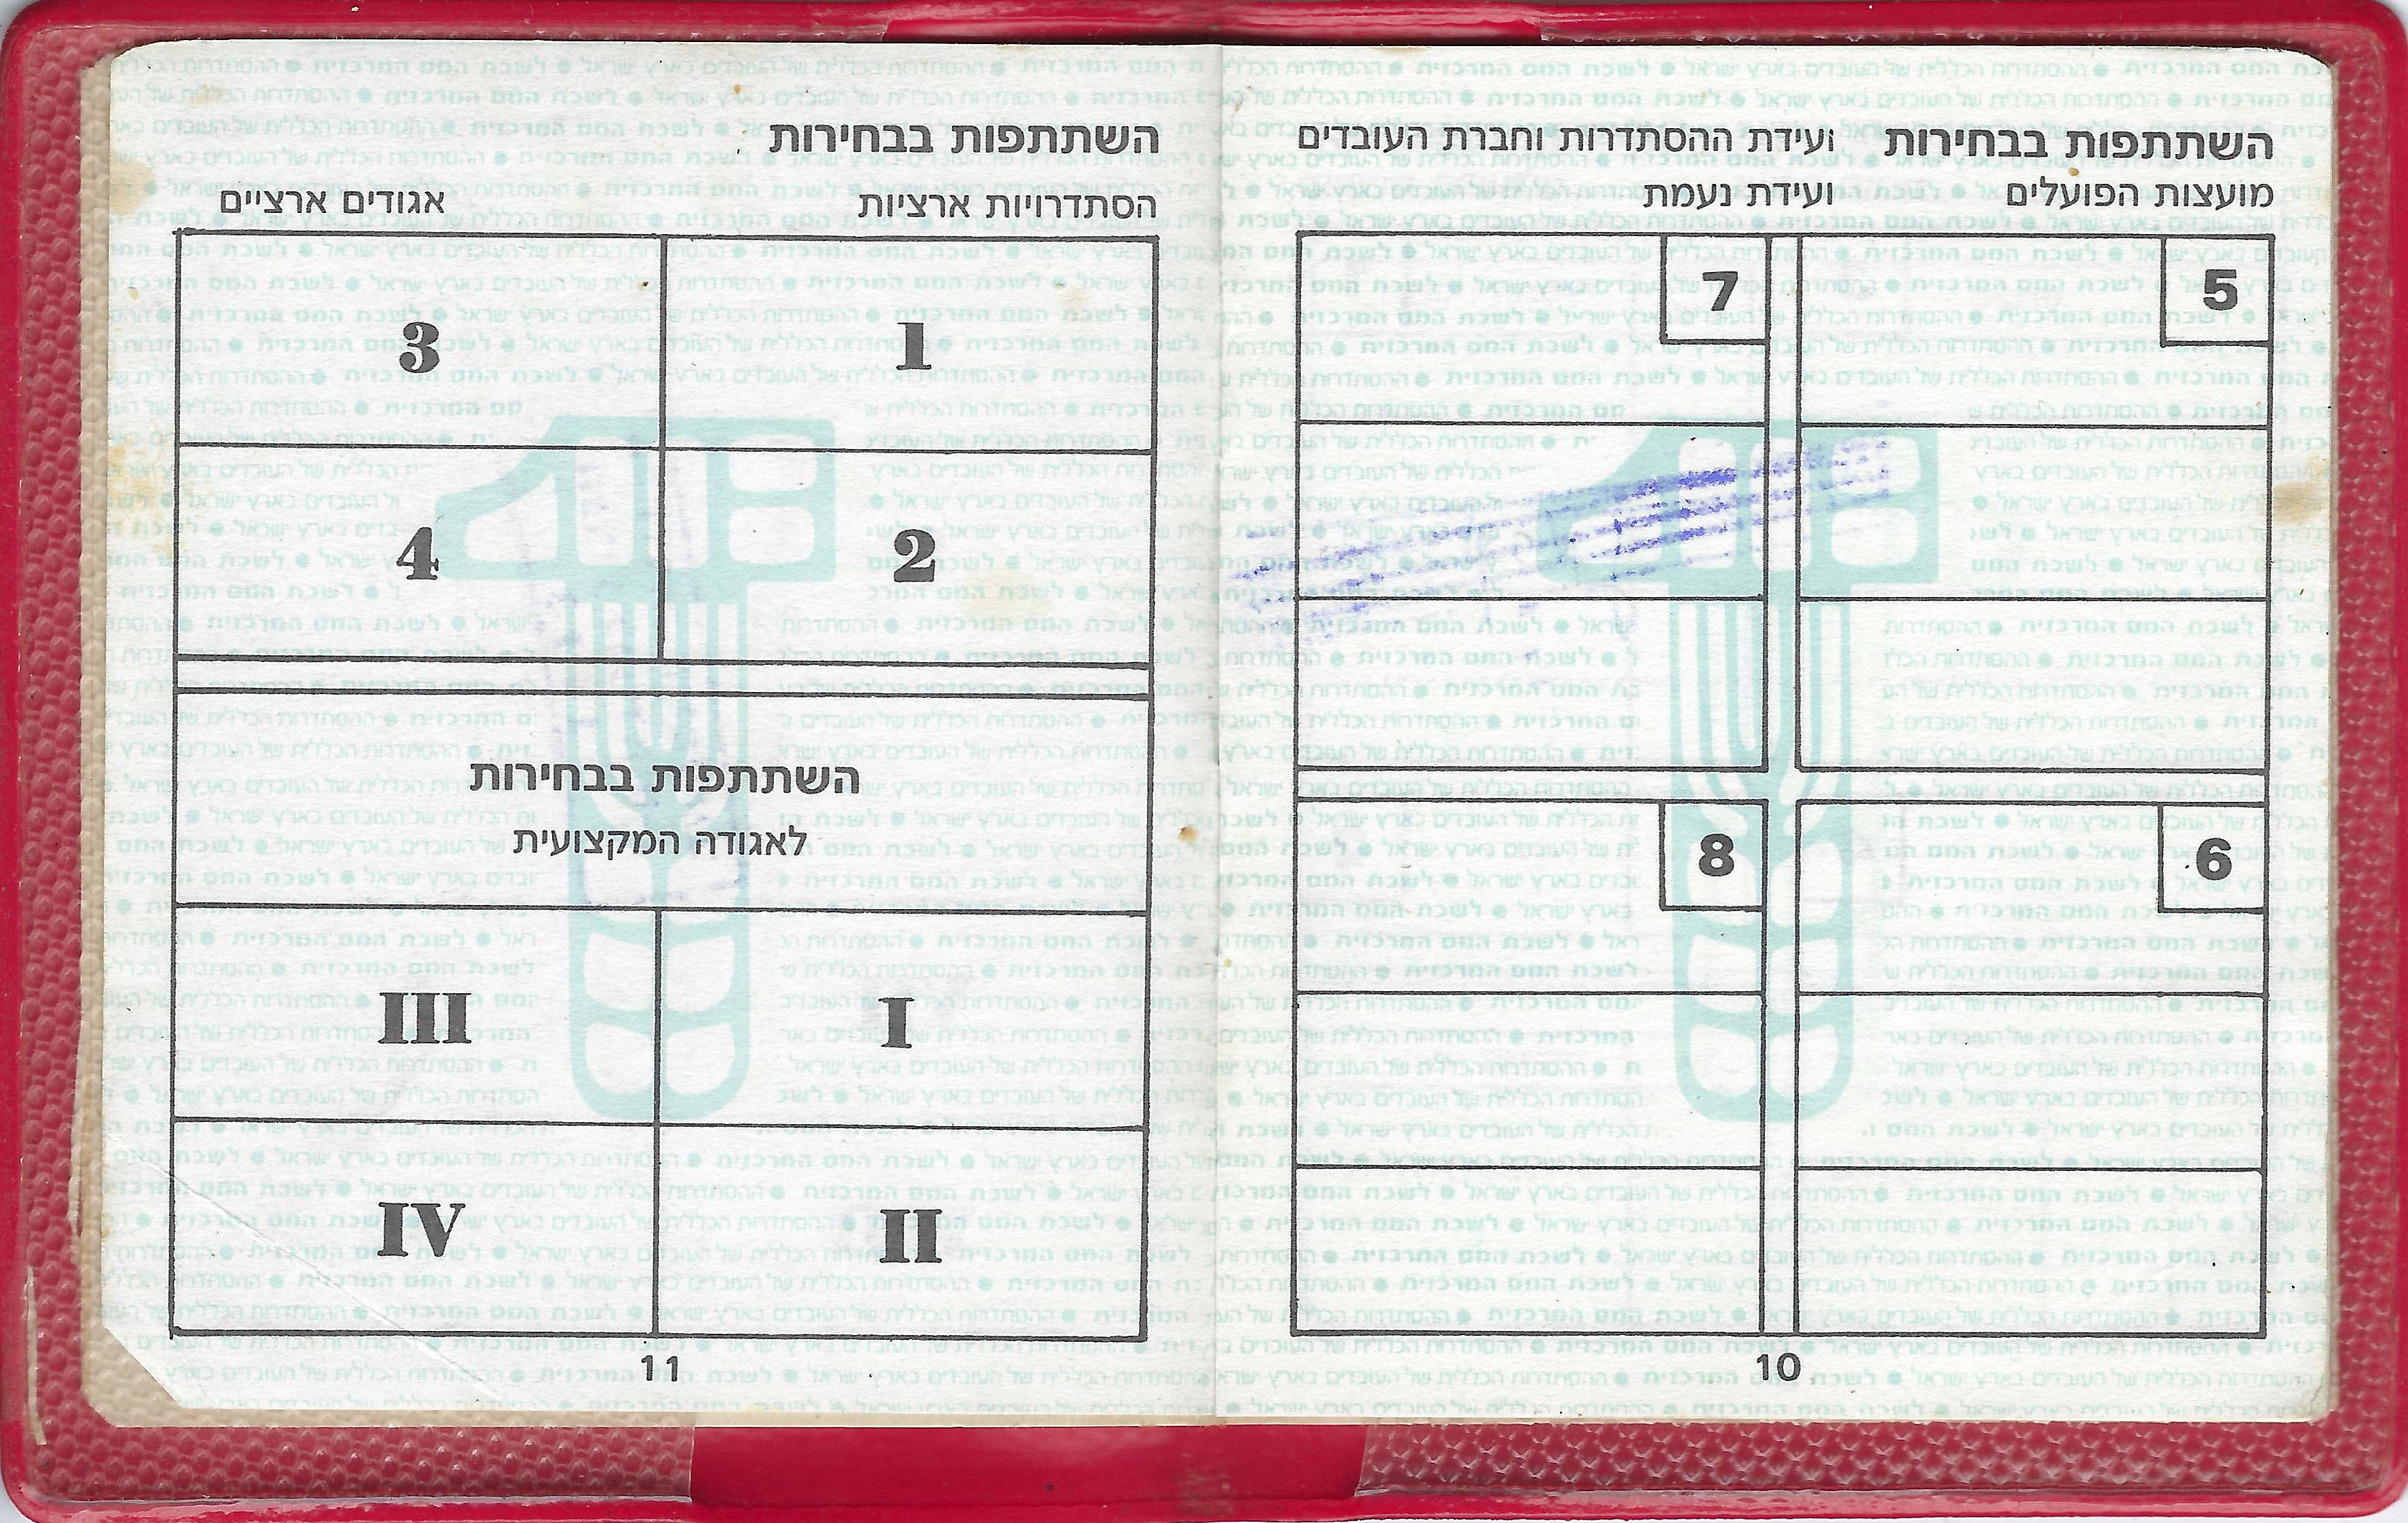 השתתפות בבחירות
ועידת ההסתדרות וחברת העובדים
מועצות הפועלים
ועידת נעמת
5
7
6
8
10
השתתפות בבחירות
הסתדרויות ארציות
אגודים ארציים
1
3
2
4
השתתפות בבחירות
לאגודה המקצועית
I
III
II
IV
11
ההסתדרות הכללית של העובדים בארץ ישראל • לשכת המס המרכזית